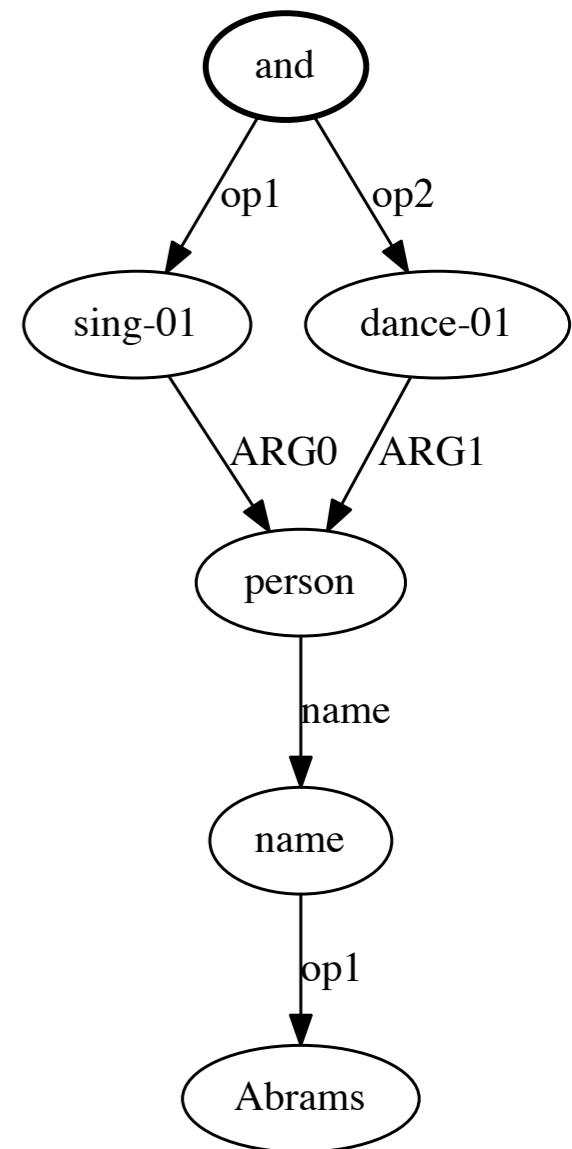 and
op1 op2
sing-01 dance-01
ARG0 ARG1
person
name
name
op1
Abrams